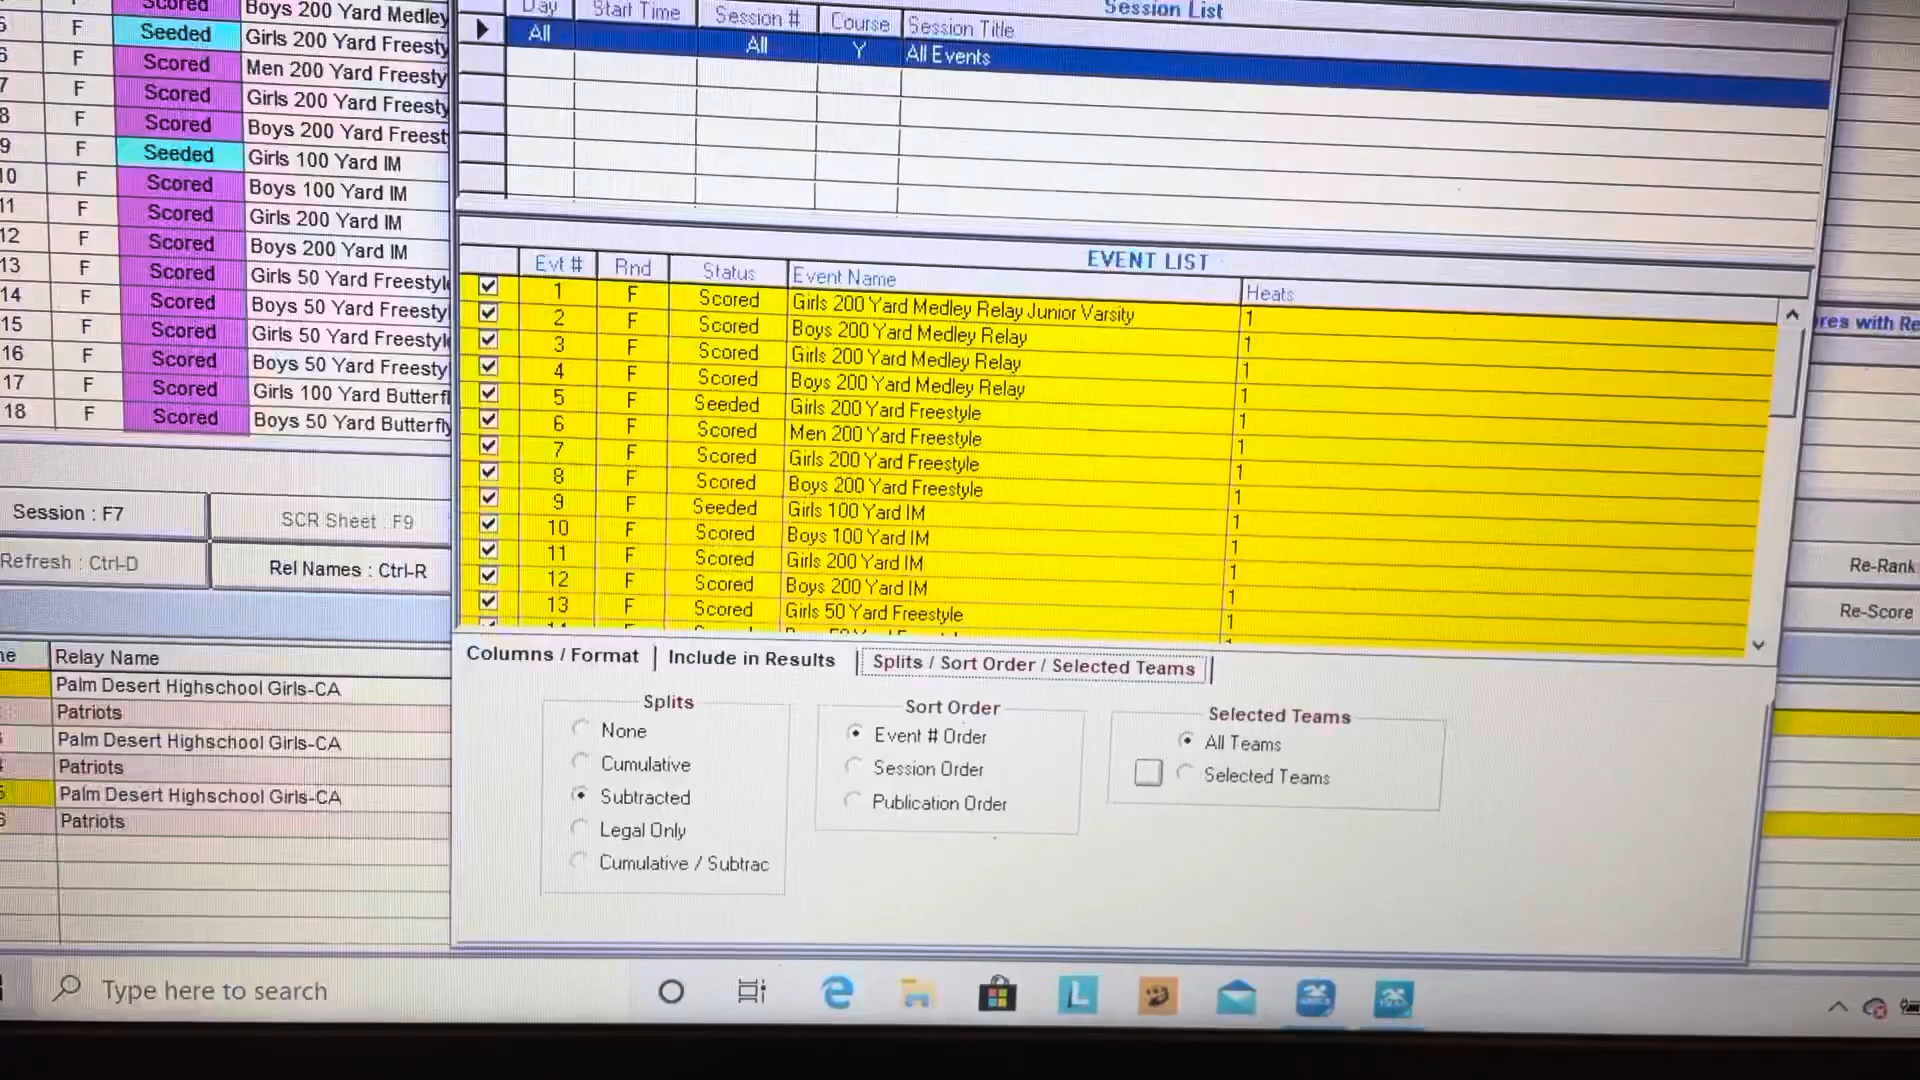 Scored Boys 200 Yard Medley
5 F Seeded Girls 200 Yard Freesty
6 F Scored Men 200 Yard Freesty
7 F Scored Girls 200 Yard Freesty
8 F Scored Boys 200 Yard Freest
9 F Seeded Girls 100 Yard IM
10 F Scored Boys 100 Yard IM
11 F Scored Girls 200 Yard IM
12 F Scored Boys 200 Yard IM
13 F Scored Girls 50 Yard Freestyl
14 F Scored Boys 50 Yard Freesty
15 F Scored Girls 50 Yard Freestyl
16 F Scored Boys 50 Yard Freesty
17 F Scored Girls 100 Yard Butterfl
18 F Scored Boys 50 Yard Butterfly
Session : F7
SCR Sheet : F9
Refresh : Ctrl-D
Rel Names : Ctrl-R
Relay Name
Palm Desert Highschool Girls-CA
Patriots
Palm Desert Highschool Girls-CA
Patriots
Palm Desert Highschool Girls-CA
Patriots
Session List
Day Start Time Session # Course Session Title
All All Y All Events
EVENT LIST
Evt # Rnd Status Event Name Heats
1 F Scored Girls 200 Yard Medley Relay Junior Varsity 1
2 F Scored Boys 200 Yard Medley Relay 1
3 F Scored Girls 200 Yard Medley Relay 1
4 F Scored Boys 200 Yard Medley Relay 1
5 F Seeded Girls 200 Yard Freestyle 1
6 F Scored Men 200 Yard Freestyle 1
7 F Scored Girls 200 Yard Freestyle 1
8 F Scored Boys 200 Yard Freestyle 1
9 F Seeded Girls 100 Yard IM 1
10 F Scored Boys 100 Yard IM 1
11 F Scored Girls 200 Yard IM 1
12 F Scored Boys 200 Yard IM 1
13 F Scored Girls 50 Yard Freestyle 1
Columns / Format Include in Results Splits / Sort Order / Selected Teams
Splits
None
Cumulative
Subtracted
Legal Only
Cumulative / Subtrac
Sort Order
Event # Order
Session Order
Publication Order
Selected Teams
All Teams
Selected Teams
res with Re
Re-Rank
Re-Score
Type here to search